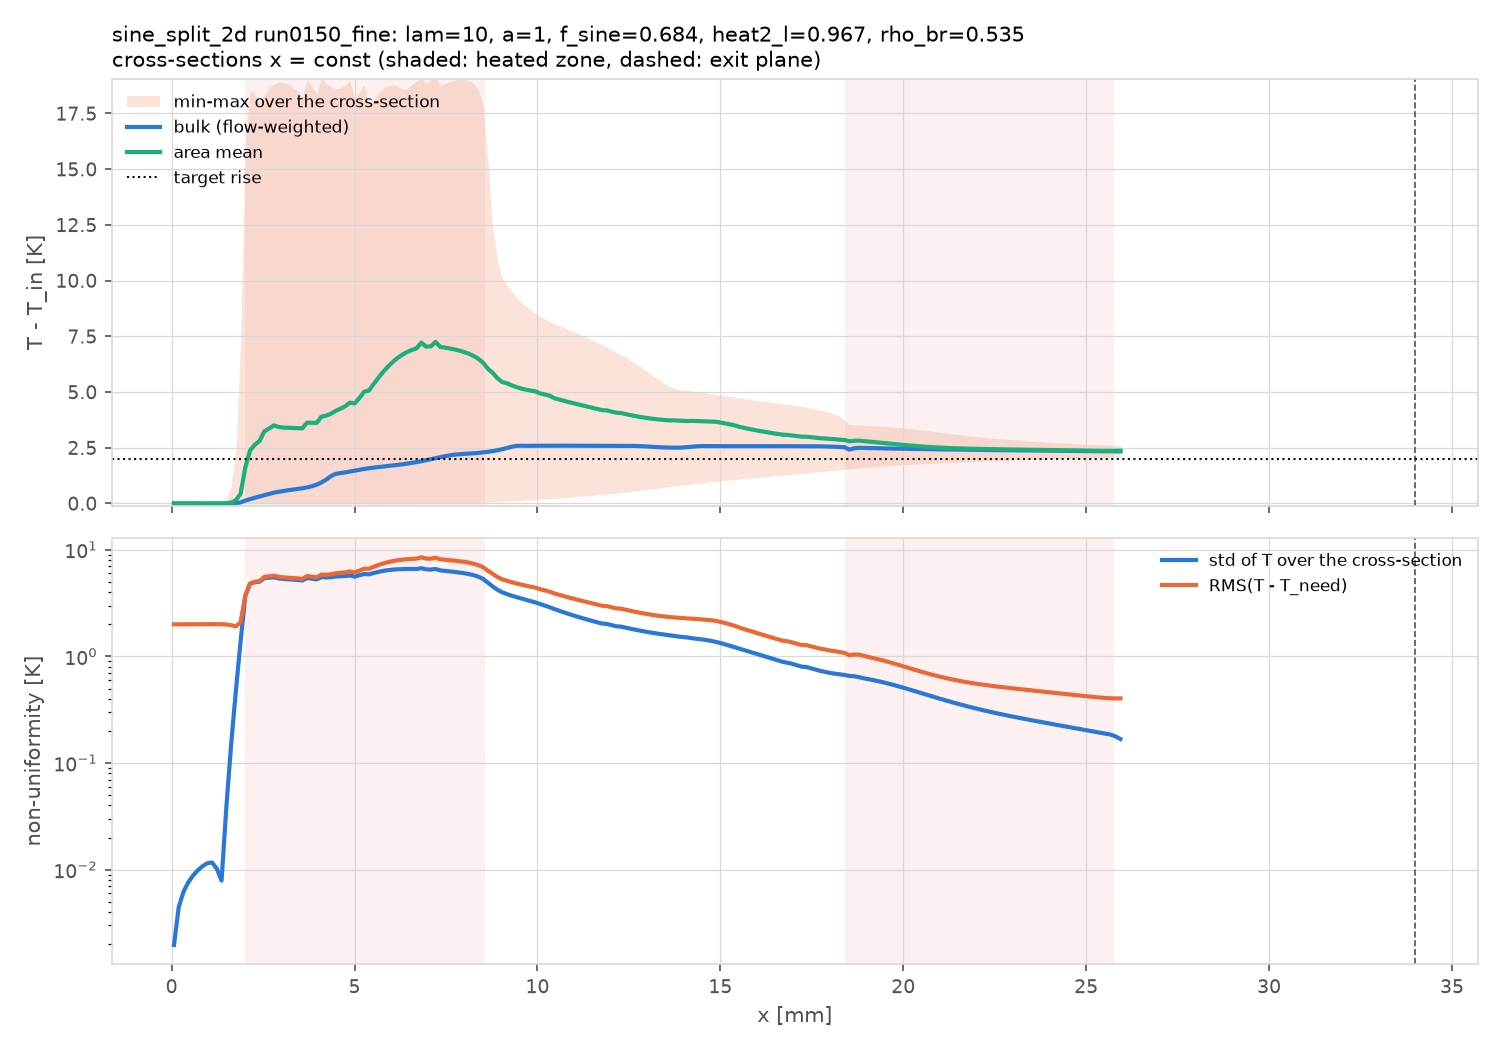 sine_split_2d run0150_fine: lam=10, a=1, f_sine=0.684, heat2_l=0.967, rho_br=0.535
cross-sections x = const (shaded: heated zone, dashed: exit plane)
min-max over the cross-section
bulk (flow-weighted)
area mean
target rise
T - T_in [K]
17.5
15.0
12.5
10.0
7.5
5.0
2.5
0.0
std of T over the cross-section
RMS(T - T_need)
non-uniformity [K]
10¹
10⁰
10⁻¹
10⁻²
0 5 10 15 20 25 30 35
x [mm]